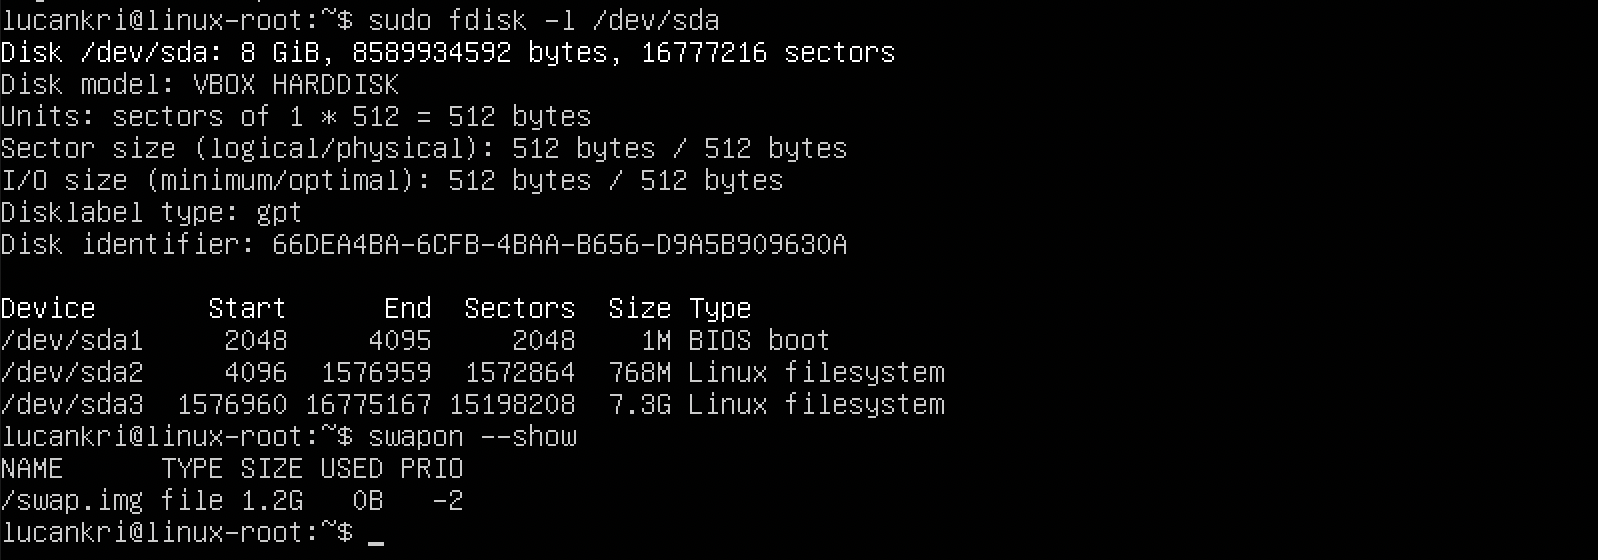 lucankri@linux-root:~$ sudo fdisk -l /dev/sda
Disk /dev/sda: 8 GiB, 8589934592 bytes, 16777216 sectors
Disk model: VBOX HARDDISK
Units: sectors of 1 * 512 = 512 bytes
Sector size (logical/physical): 512 bytes / 512 bytes
I/O size (minimum/optimal): 512 bytes / 512 bytes
Disklabel type: gpt
Disk identifier: 66DEA4BA-6CFB-4BAA-B656-D9A5B909630A

Device       Start      End  Sectors  Size Type
/dev/sda1     2048     4095     2048    1M BIOS boot
/dev/sda2     4096  1576959  1572864  768M Linux filesystem
/dev/sda3  1576960 16775167 15198208  7.3G Linux filesystem
lucankri@linux-root:~$ swapon --show
NAME      TYPE SIZE USED PRIO
/swap.img file 1.2G   0B   -2
lucankri@linux-root:~$ _